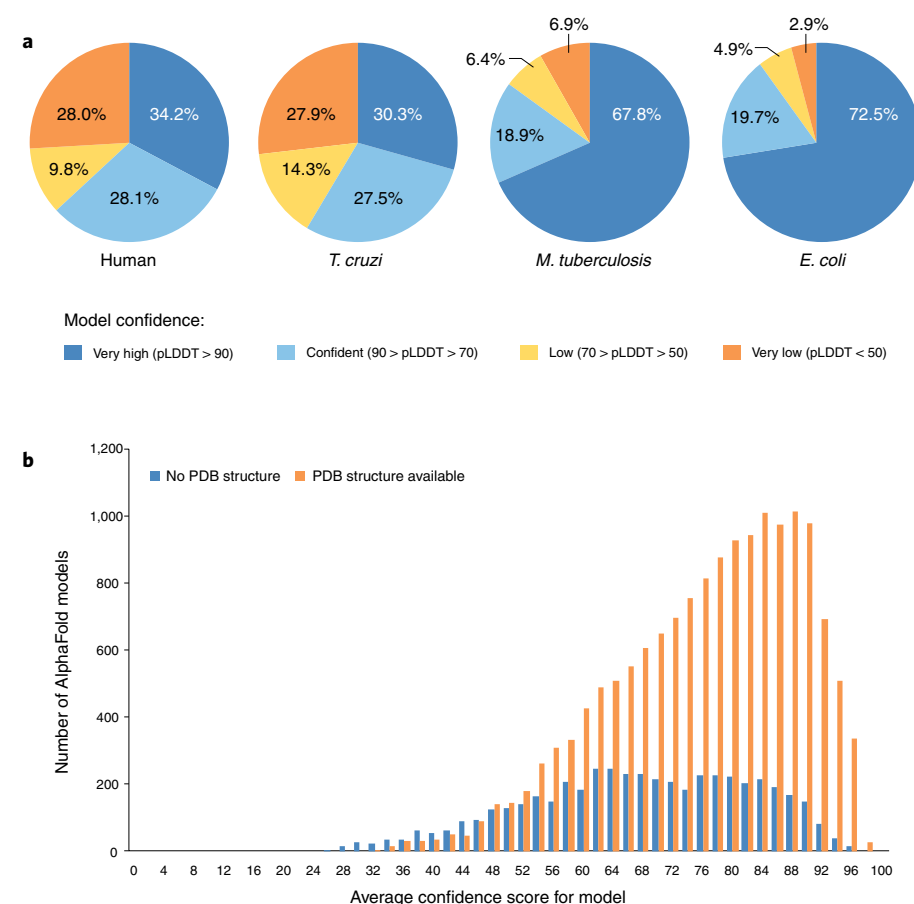 a
6.9%
2.9%
6.4%
4.9%
28.0%
34.2%
27.9%
30.3%
67.8%
72.5%
18.9%
19.7%
9.8%
14.3%
28.1%
27.5%
Human
T. cruzi
M. tuberculosis
E. coli
Model confidence:
Very high (pLDDT > 90)
Confident (90 > pLDDT > 70)
Low (70 > pLDDT > 50)
Very low (pLDDT < 50)
b
1,200
No PDB structure
PDB structure available
1,000
800
600
400
200
0
Number of AlphaFold models
0 4 8 12 16 20 24 28 32 36 40 44 48 52 56 60 64 68 72 76 80 84 88 92 96 100
Average confidence score for model